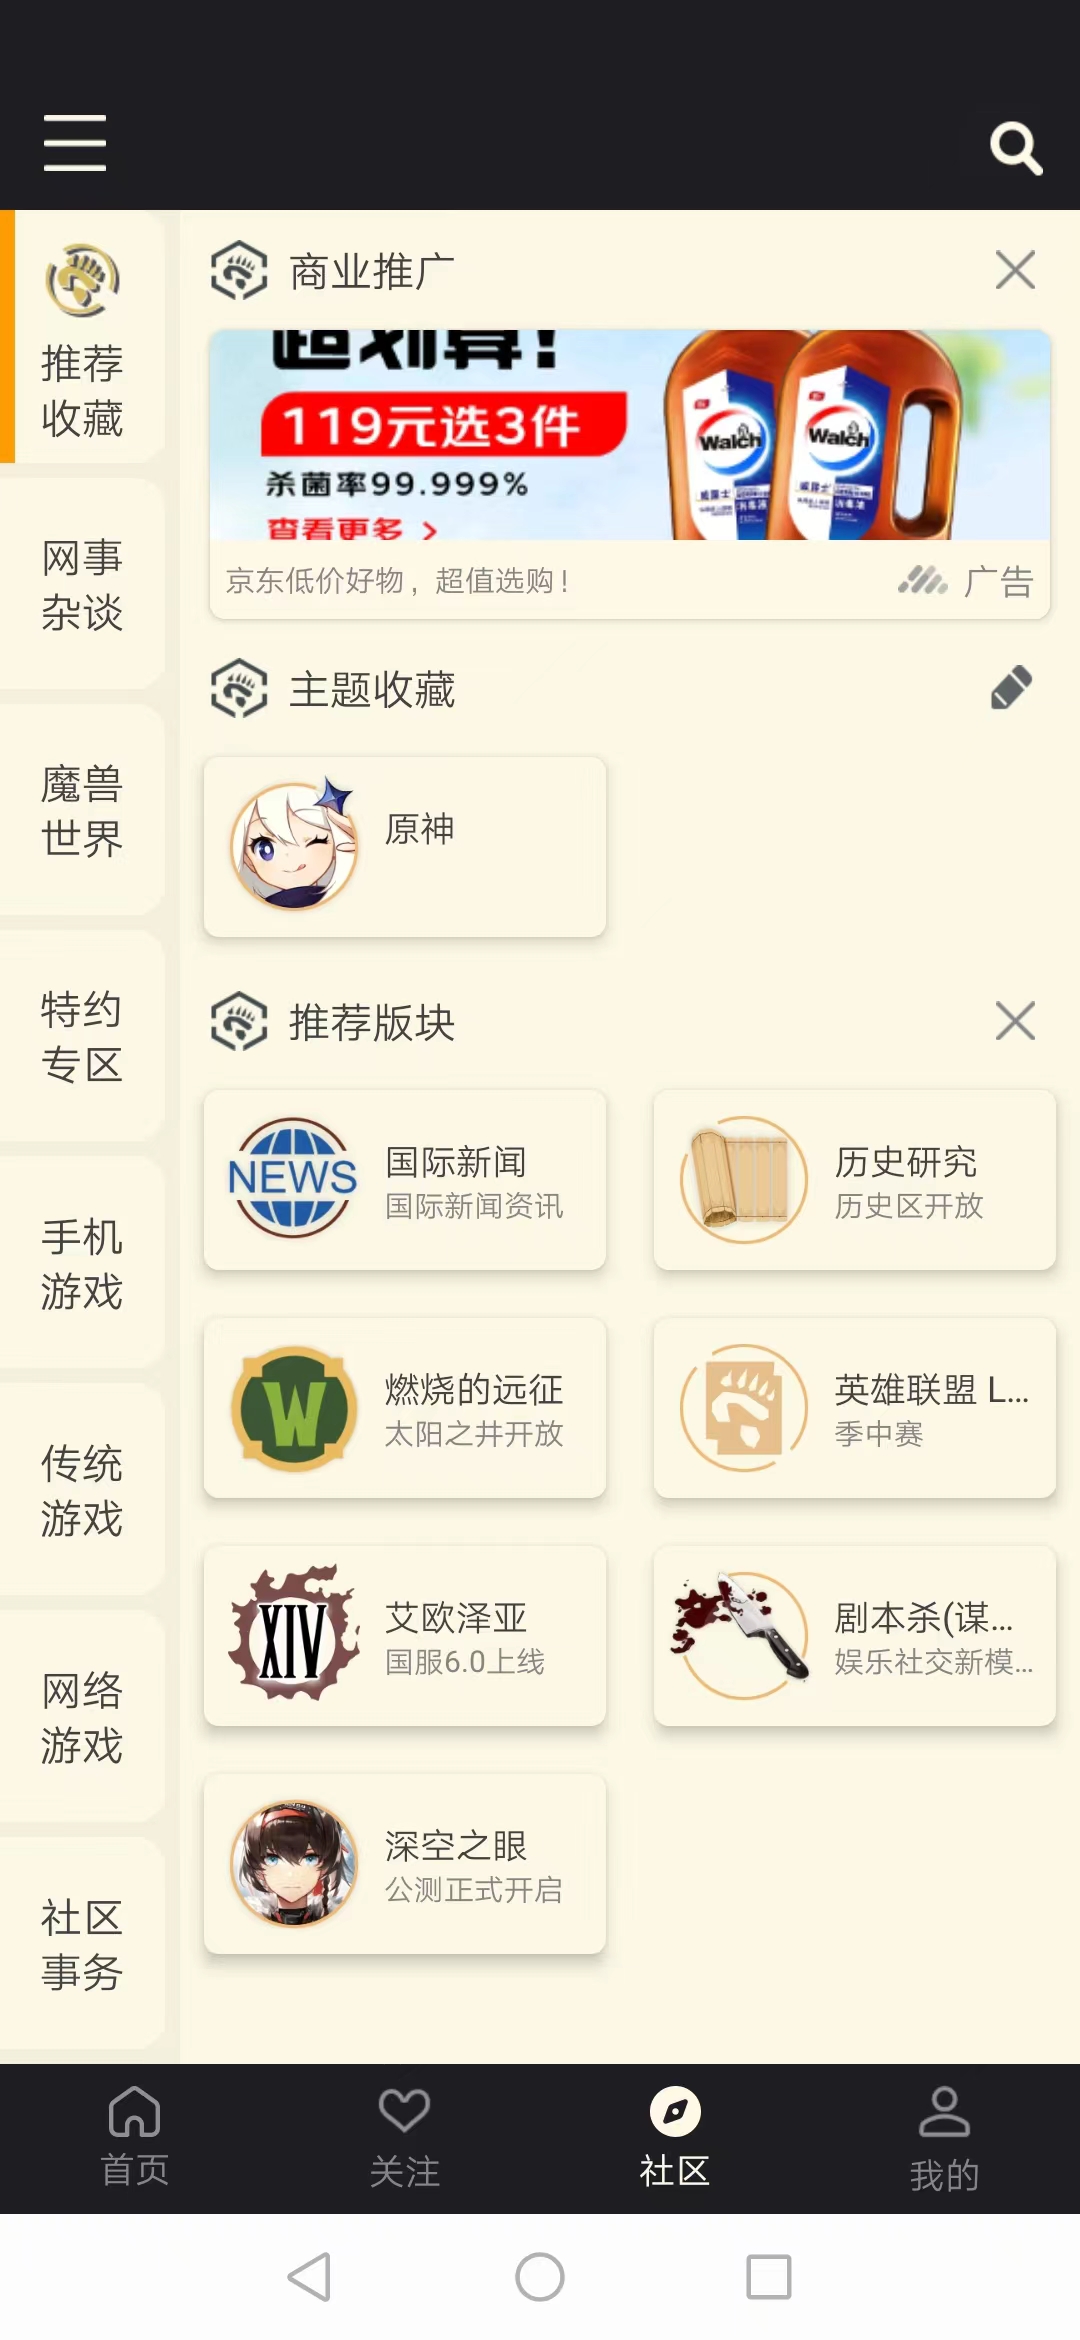 推荐
收藏
网事
杂谈
魔兽
世界
特约
专区
手机
游戏
传统
游戏
网络
游戏
社区
事务
商业推广
超划算!
119元选3件
杀菌率99.999%
查看更多 >
Walch
Walch
威露士
京东低价好物，超值选购!
广告
主题收藏
原神
推荐版块
NEWS
国际新闻
国际新闻资讯
历史研究
历史区开放
W
燃烧的远征
太阳之井开放
英雄联盟 L...
季中赛
XIV
艾欧泽亚
国服6.0上线
剧本杀(谋...
娱乐社交新模...
深空之眼
公测正式开启
首页
关注
社区
我的